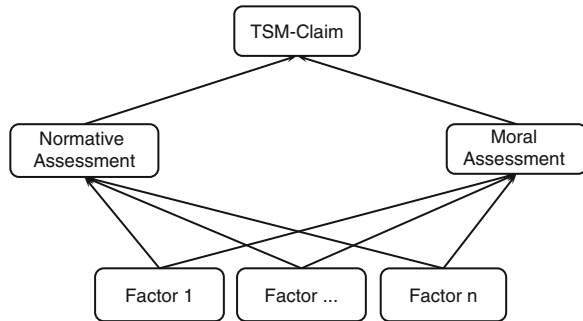 TSM-Claim
Normative
Assessment
Moral
Assessment
Factor 1
Factor ...
Factor n